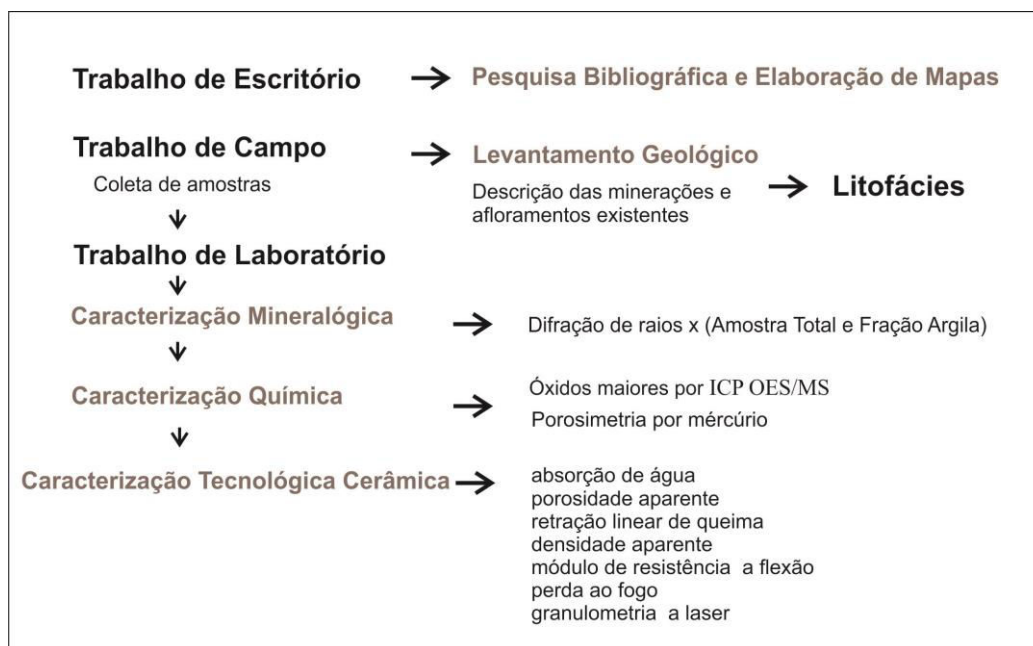 Trabalho de Escritório
Pesquisa Bibliográfica e Elaboração de Mapas
Trabalho de Campo
Coleta de amostras
Levantamento Geológico
Descrição das minerações e
afloramentos existentes
Litofácies
Trabalho de Laboratório
Caracterização Mineralógica
Difração de raios x (Amostra Total e Fração Argila)
Caracterização Química
Óxidos maiores por ICP OES/MS
Porosimetria por mércúrio
Caracterização Tecnológica Cerâmica
absorção de água
porosidade aparente
retração linear de queima
densidade aparente
módulo de resistência a flexão
perda ao fogo
granulometria a laser